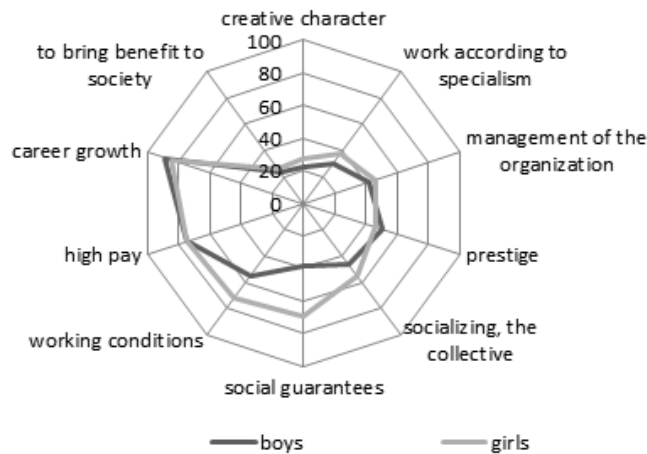 creative character
100
80
60
40
20
0
work according to
specialism
management of the
organization
prestige
socializing, the
collective
social guarantees
working conditions
high pay
career growth
to bring benefit to
society
boys
girls